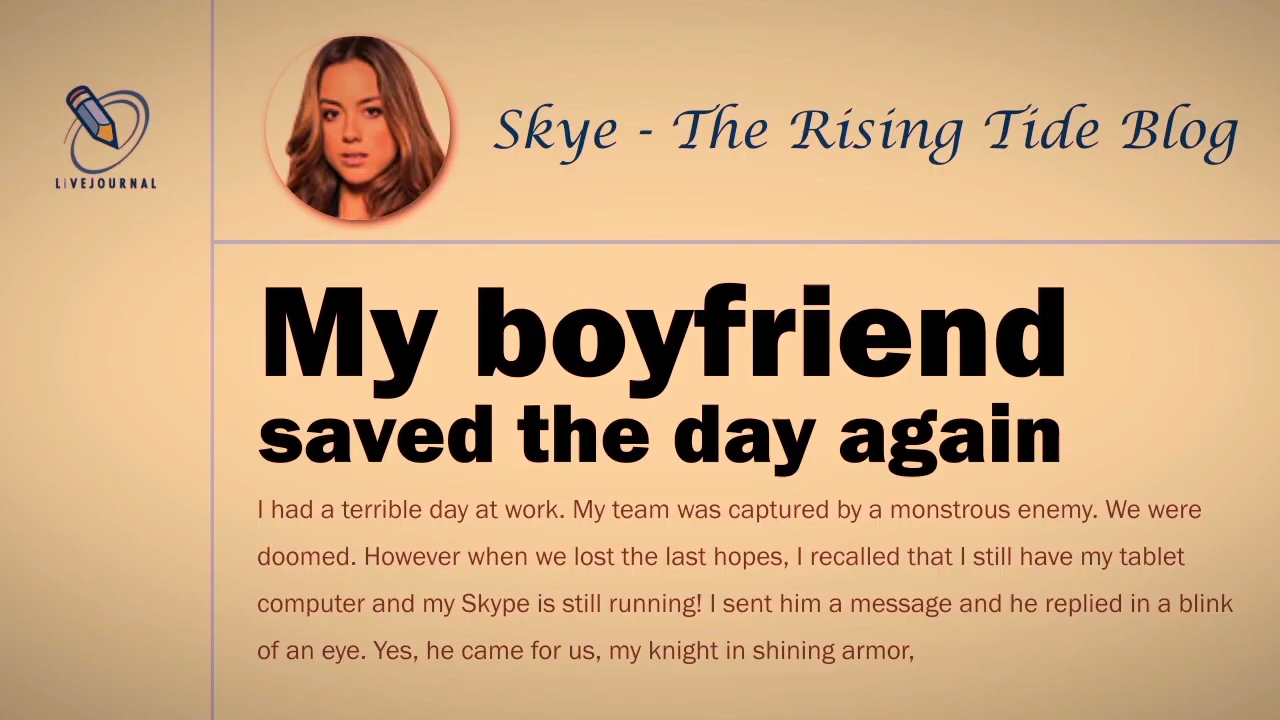 LIVEJOURNAL
Skye - The Rising Tide Blog
My boyfriend
saved the day again
I had a terrible day at work. My team was captured by a monstrous enemy. We were
doomed. However when we lost the last hopes, I recalled that I still have my tablet
computer and my Skype is still running! I sent him a message and he replied in a blink
of an eye. Yes, he came for us, my knight in shining armor,